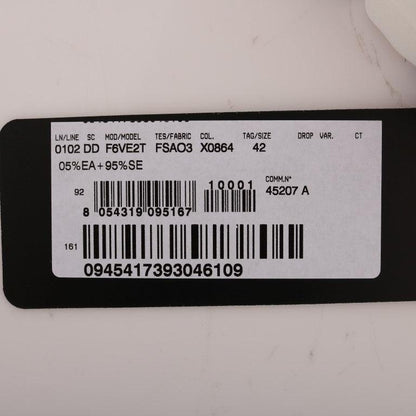 LN/LINE SC MOD/MODEL TES/FABRIC COL. TAG/SIZE DROP VAR. CT
0102 DD F6VE2T FSAO3 X0864 42
05%EA+95%SE
COMM.N°
92 10001 45207 A
8 054319 095167
161
0945417393046109